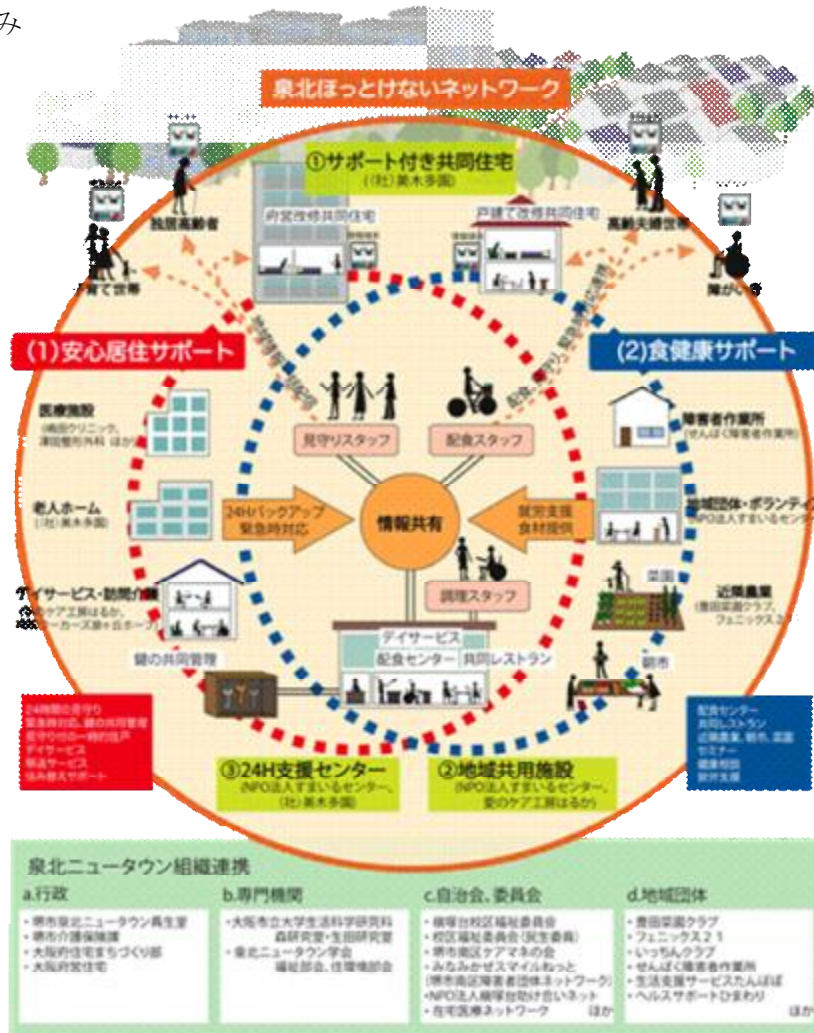 み
泉北ほっとけないネットワーク
①サポート付き共同住宅
((社)美木多園)
府営改修共同住宅
戸建て改修共同住宅
独居高齢者
高齢夫婦世帯
育て世帯
障がい
(1)安心居住サポート
(2)食健康サポート
医療施設
老人ホーム
((社)美木多園)
見守りスタッフ
配食スタッフ
障害者作業所
(せんぼく障害者作業所)
24Hバックアップ
緊急時対応
情報共有
就労支援
食材提供
地域団体・ボランティ
(NPO法人すまいるセンター
デイサービス・訪問介護
調理スタッフ
菜園
近隣農業
(豊田菜園クラブ、
フェニックス21
鍵の共同管理
デイサービス
配食センター 共同レストラン
朝市
24時間の見守り
緊急時対応、鍵の共同管理
見守り付の一時的住戸
デイサービス
住み替えサポート
配食センター
共同レストラン
近隣農業、朝市、菜園
セミナー
健康相談
就労支援
③24H支援センター
(NPO法人すまいるセンター、
(社)美木多園)
②地域共用施設
(NPO法人すまいるセンター、
愛のケア工房はるか)
泉北ニュータウン組織連携
a.行政
・堺市泉北ニュータウン再生室
・堺市介護保険課
・大阪府住宅まちづくり部
・大阪府営住宅
b.専門機関
・大阪市立大学生活科学研究科
森研究室・生田研究室
・泉北ニュータウン学会
福祉部会、住環境部会
c.自治会、委員会
・槇塚台校区福祉委員会
・校区福祉委員会(民生委員)
・堺市南区ケアマネの会
・みなみかぜスマイルねっと
(堺市南区障害者団体ネットワーク)
・NPO法人槇塚台助け合いネット
・在宅医療ネットワーク ほか
d.地域団体
・豊田菜園クラブ
・フェニックス21
・いっちんクラブ
・せんぼく障害者作業所
・生活支援サービスたんぽぽ
・ヘルスサポートひまわり
ほか